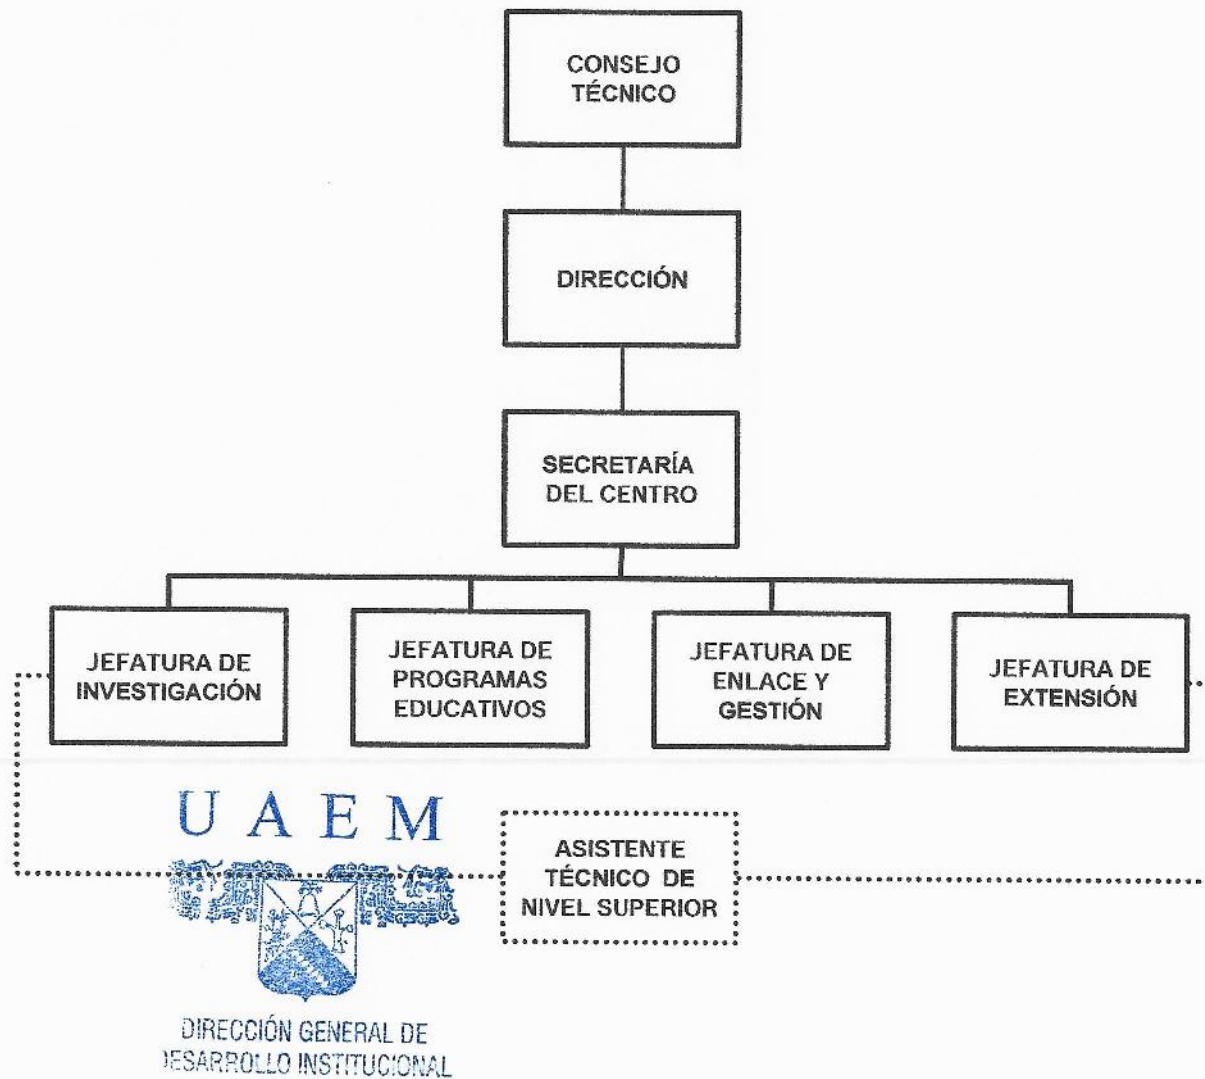 CONSEJO
TÉCNICO
DIRECCIÓN
SECRETARÍA
DEL CENTRO
JEFATURA DE
INVESTIGACIÓN
JEFATURA DE
PROGRAMAS
EDUCATIVOS
JEFATURA DE
ENLACE Y
GESTIÓN
JEFATURA DE
EXTENSIÓN
UAEM
ASISTENTE
TÉCNICO DE
NIVEL SUPERIOR
DIRECCIÓN GENERAL DE
DESARROLLO INSTITUCIONAL